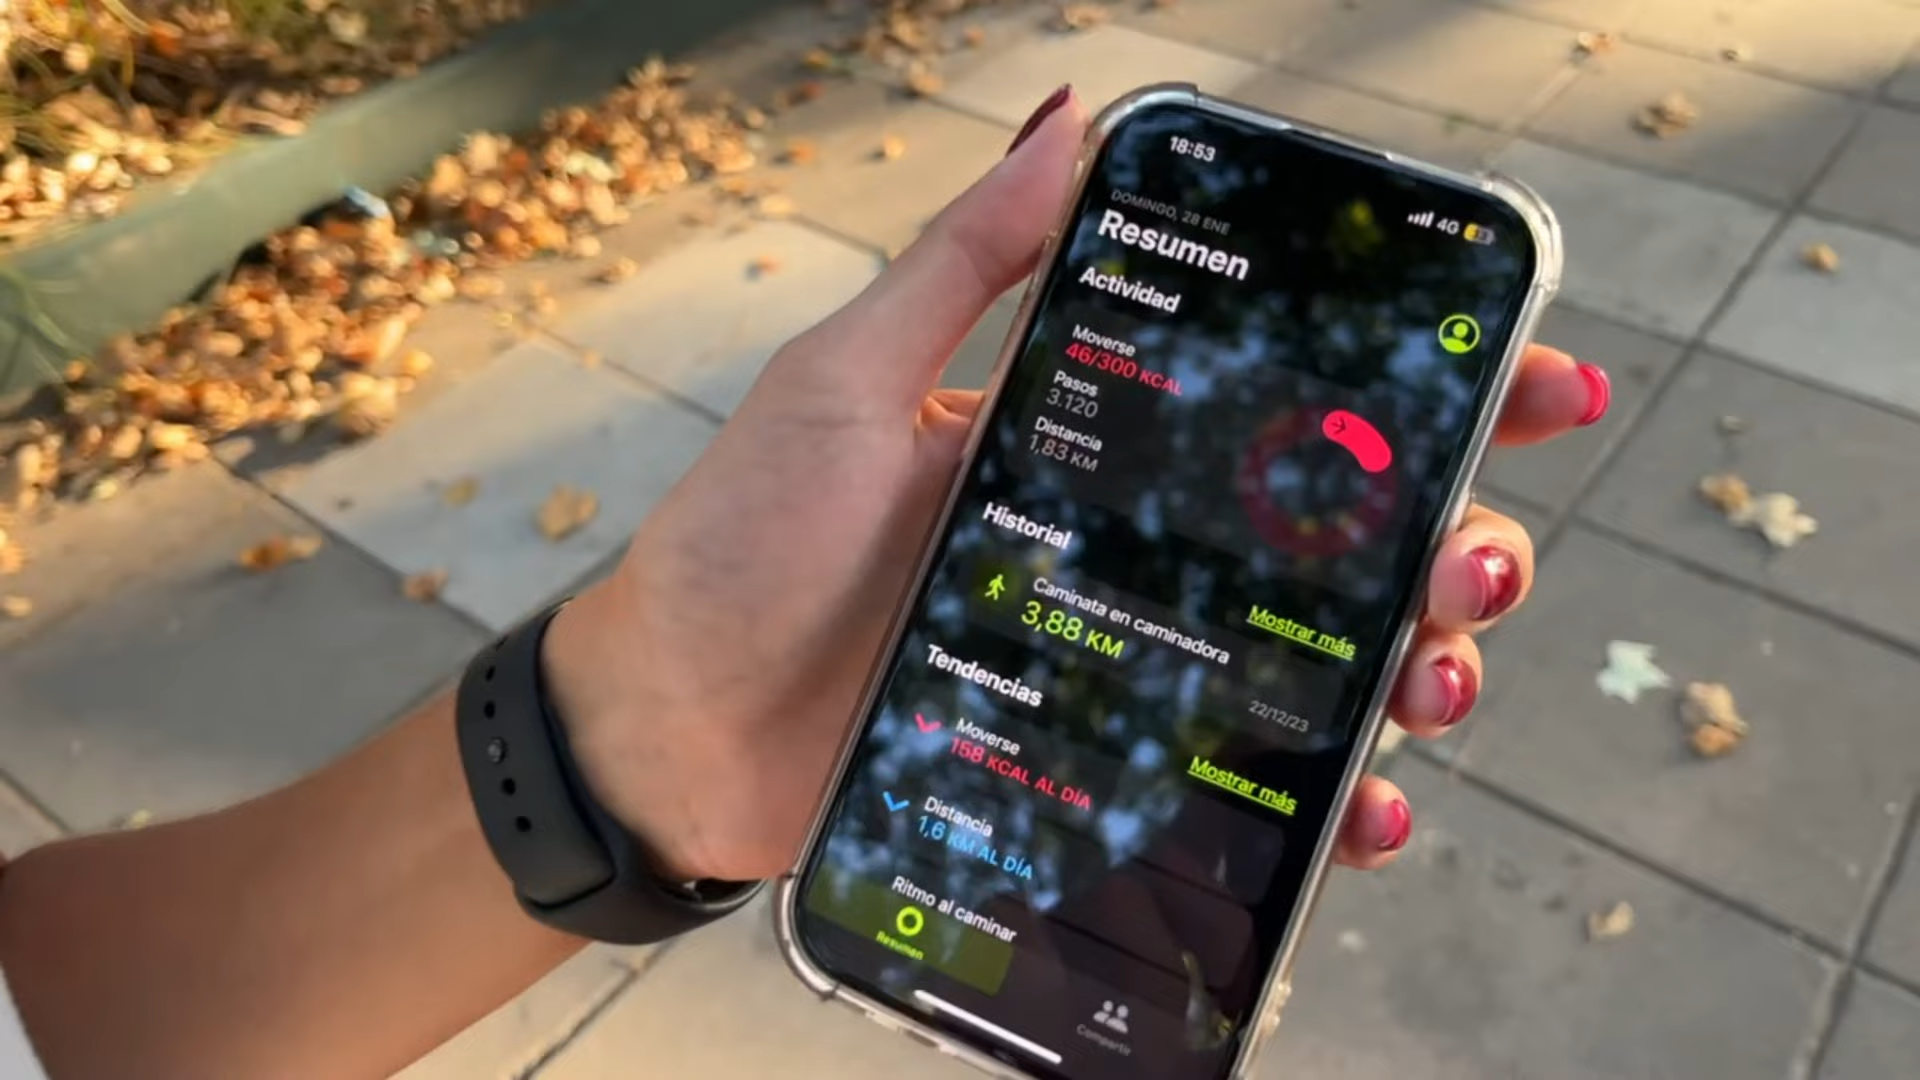 18:53
4G
DOMINGO, 28 ENE
Resumen
Actividad
Moverse
46/300 KCAL
Pasos
3.120
Distancia
1,83 KM
Historial
Mostrar más
Caminata en caminadora
3,88 KM
22/12/23
Tendencias
Mostrar más
Moverse
158 KCAL AL DÍA
Distancia
1,6 KM AL DÍA
Ritmo al caminar
Resumen
Compartir